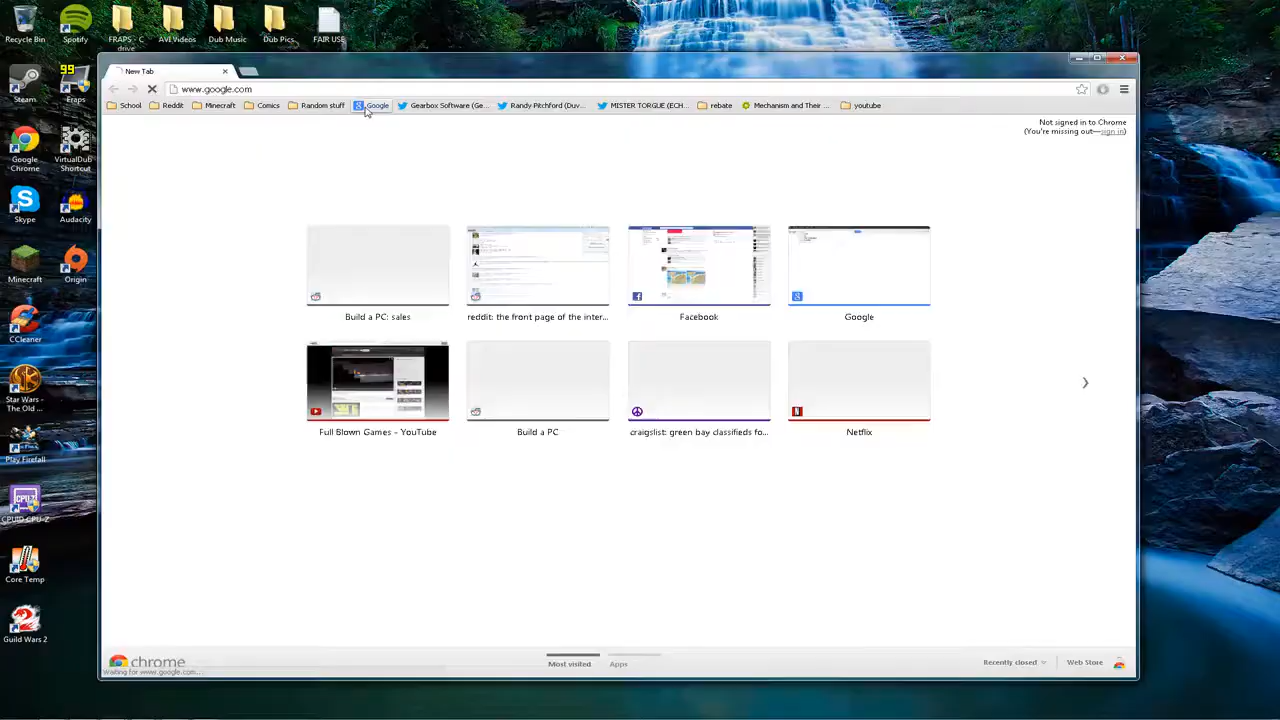 Recycle Bin
Spotify
FRAPS - C drive
AVI Videos
Dub Music
Dub Pics
FAIR USE
Steam
99
Fraps
Google Chrome
VirtualDub Shortcut
Skype
Audacity
Minecraft
Origin
CCleaner
Star Wars - The Old ...
Play Firefall
CPU-Z
CPUID CPU-Z
Core Temp
Guild Wars 2
New Tab
www.google.com
School
Reddit
Minecraft
Comics
Random stuff
Google
Gearbox Software (Ge...
Randy Pitchford (Duv...
MISTER TORGUE (ECH...
rebate
Mechanism and Their ...
youtube
Not signed in to Chrome
(You're missing out—sign in)
Build a PC: sales
reddit: the front page of the inter...
Facebook
Google
Full Blown Games - YouTube
Build a PC
craigslist: green bay classifieds fo...
Netflix
chrome
Most visited
Apps
Recently closed
Web Store
Waiting for www.google.com...